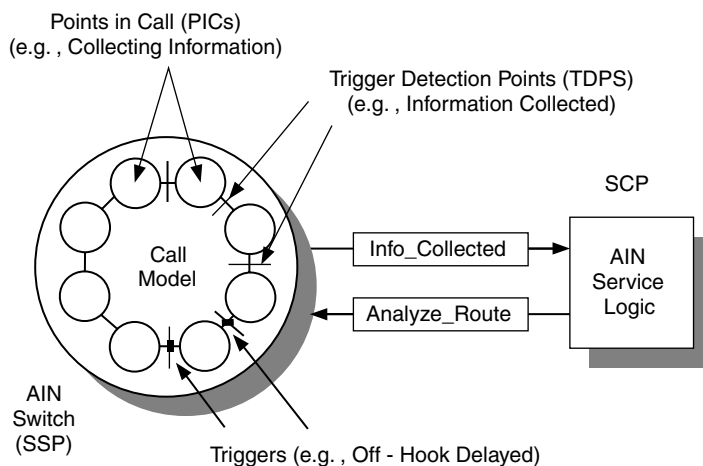 Points in Call (PICs)
(e.g. , Collecting Information)
Trigger Detection Points (TDPS)
(e.g. , Information Collected)
SCP
Call
Model
Info_Collected
Analyze_Route
AIN
Service
Logic
AIN
Switch
(SSP)
Triggers (e.g. , Off - Hook Delayed)